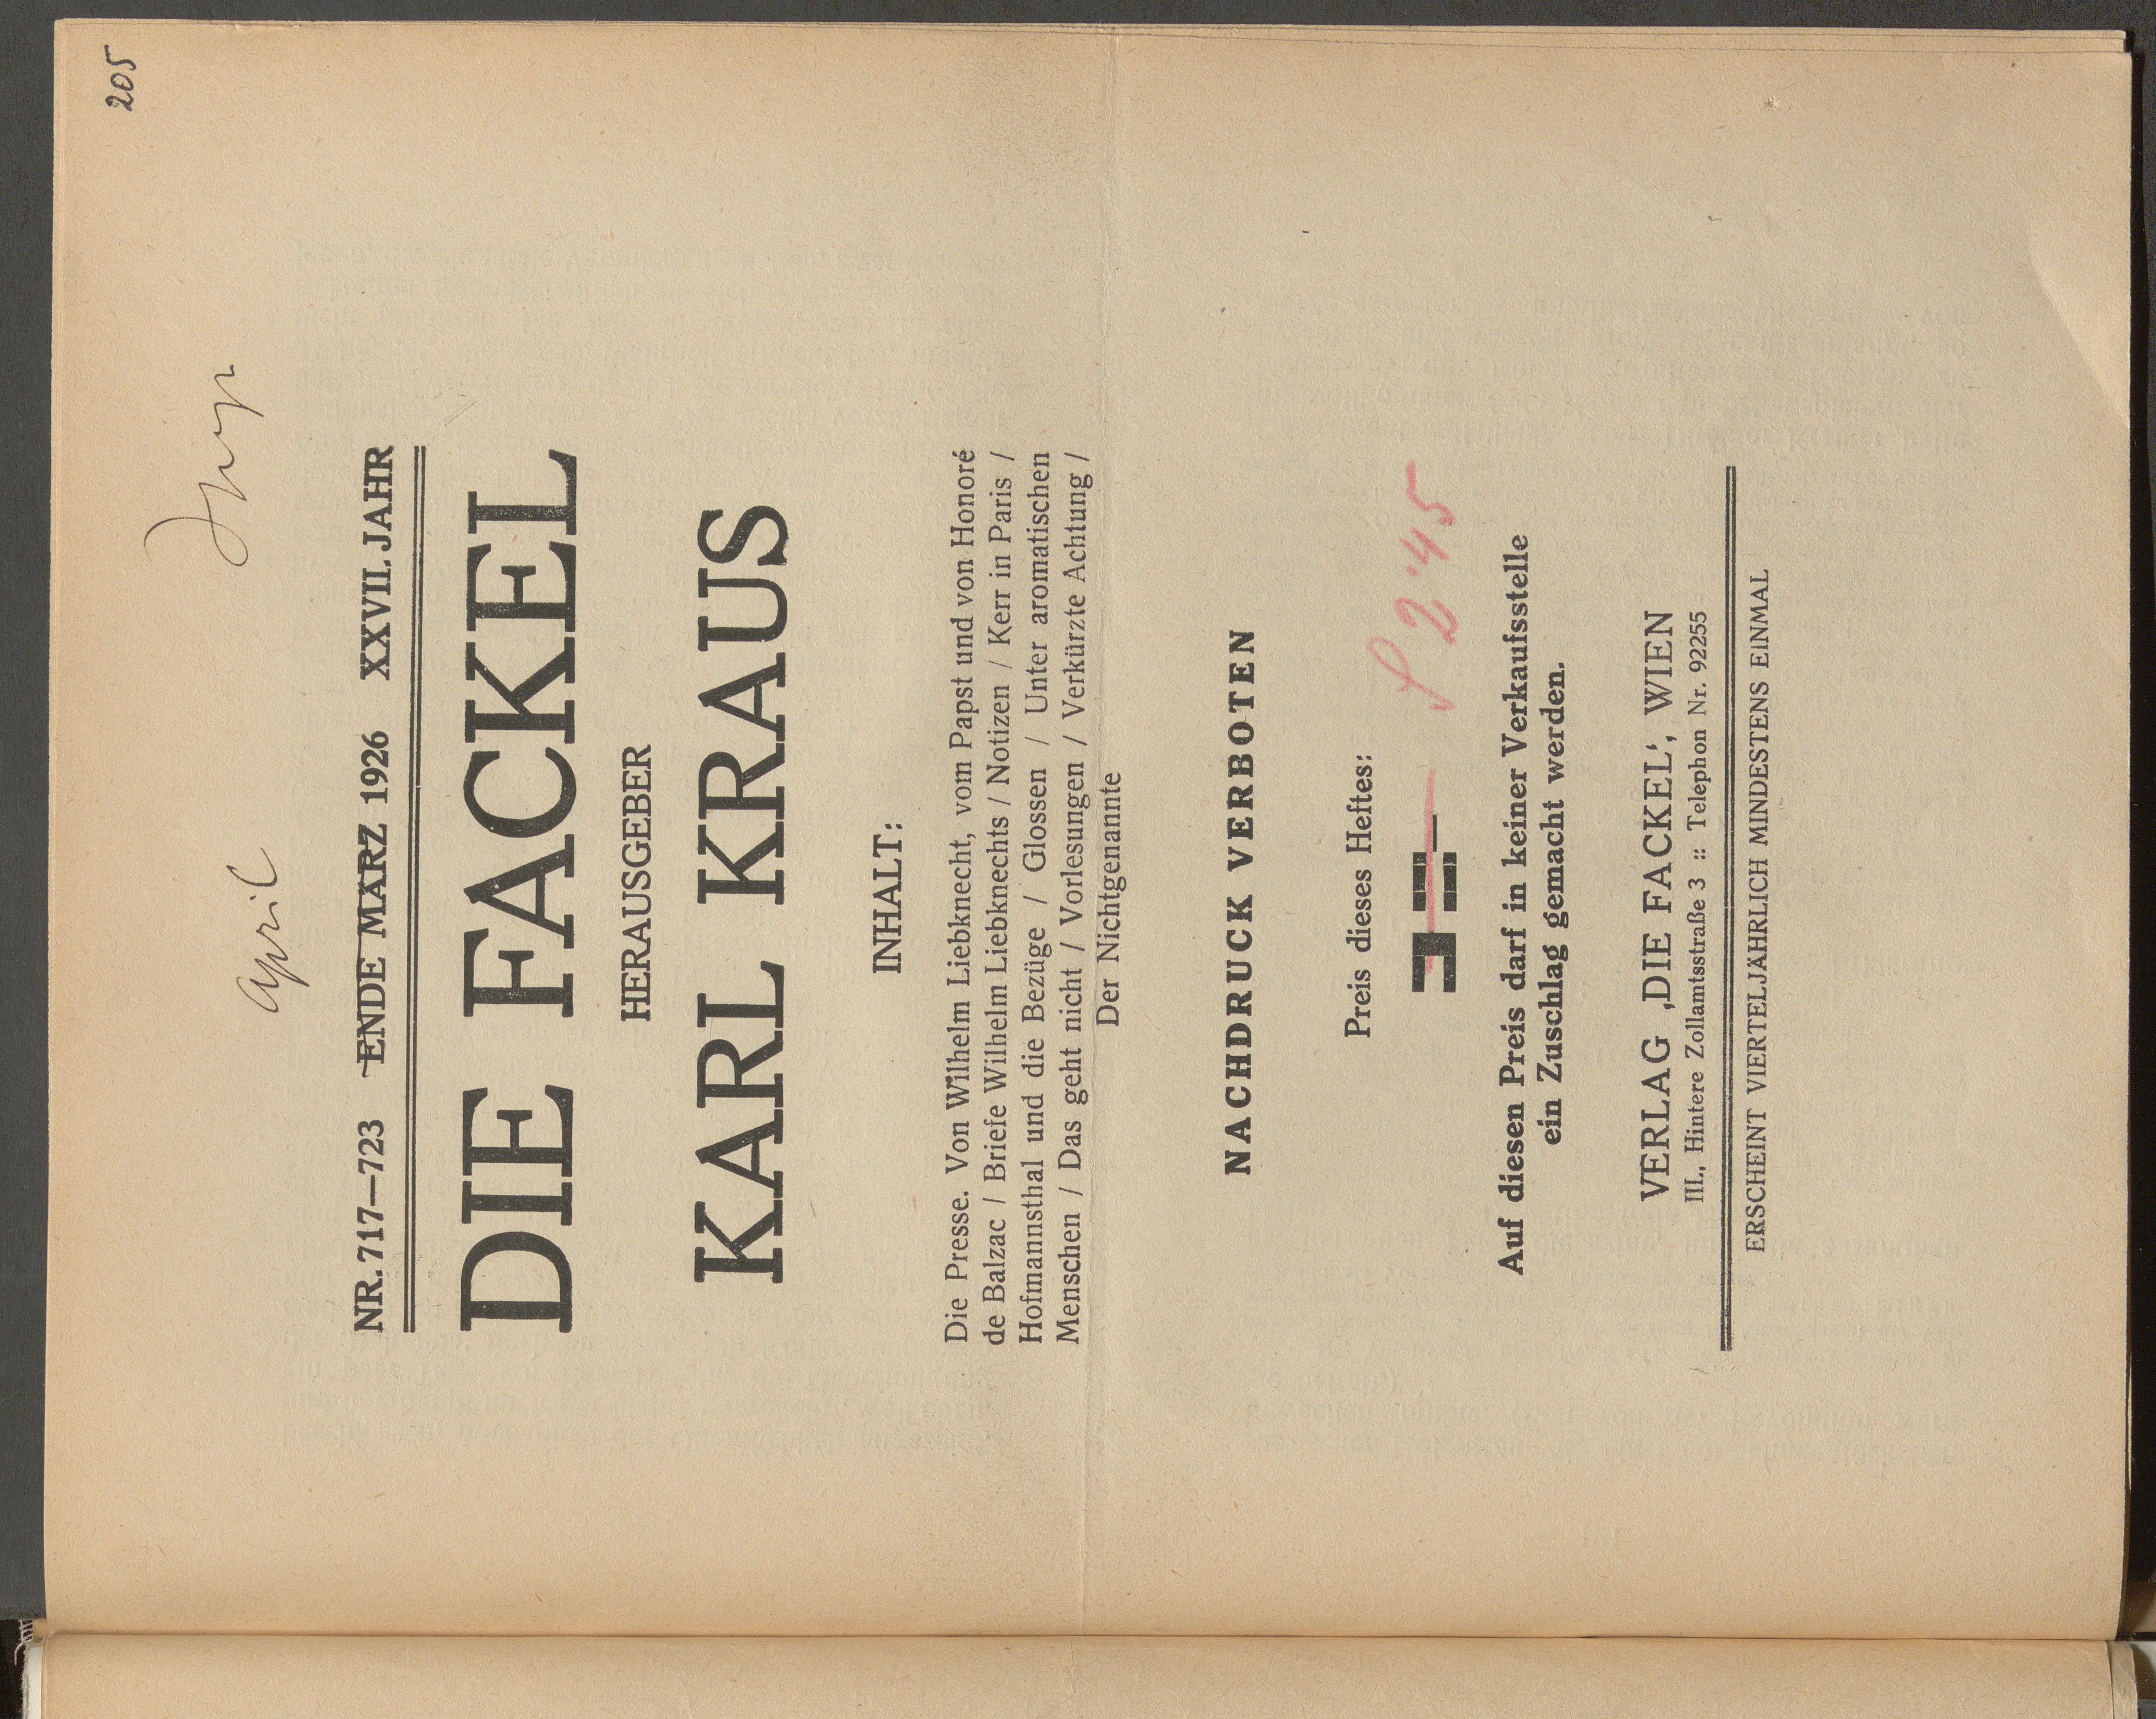 205
April
NR. 717—723 ENDE MÄRZ 1926 XXVII. JAHR
DIE FACKEL
HERAUSGEBER
KARL KRAUS
INHALT:
Die Presse. Von Wilhelm Liebknecht, vom Papst und von Honoré
de Balzac / Briefe Wilhelm Liebknechts / Notizen / Kerr in Paris /
Hofmannsthal und die Bezüge / Glossen / Unter aromatischen
Menschen / Das geht nicht / Vorlesungen / Verkürzte Achtung /
Der Nichtgenannte
NACHDRUCK VERBOTEN
Preis dieses Heftes:
S 2·45
Auf diesen Preis darf in keiner Verkaufsstelle
ein Zuschlag gemacht werden.
VERLAG ‚DIE FACKEL‘, WIEN
III., Hintere Zollamtsstraße 3 :: Telephon Nr. 92255
ERSCHEINT VIERTELJÄHRLICH MINDESTENS EINMAL